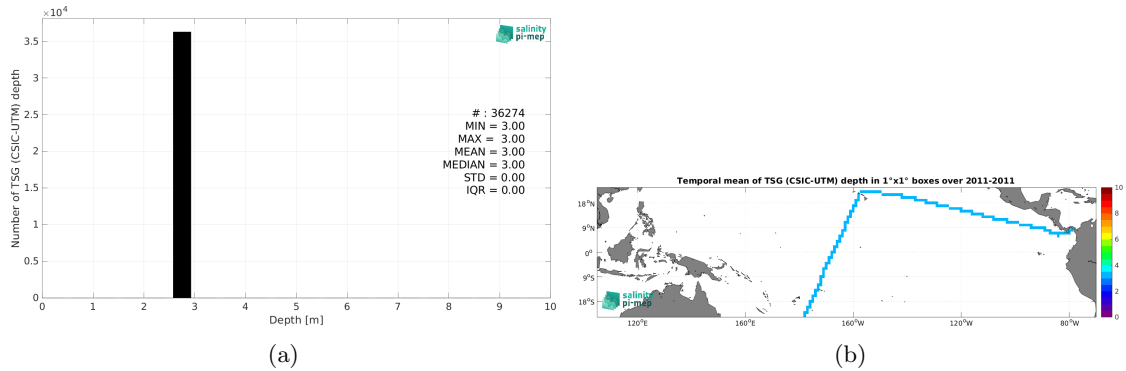 ×10⁴
3.5
3
2.5
2
1.5
1
0.5
0
0 1 2 3 4 5 6 7 8 9 10
Number of TSG (CSIC-UTM) depth
Depth [m]
salinity
pi-mep
# : 36274
MIN = 3.00
MAX = 3.00
MEAN = 3.00
MEDIAN = 3.00
STD = 0.00
IQR = 0.00
(a)
Temporal mean of TSG (CSIC-UTM) depth in 1°x1° boxes over 2011-2011
18°N
9°N
0°
9°S
18°S
120°E 160°E 160°W 120°W 80°W
salinity
pi-mep
10
8
6
4
2
0
(b)